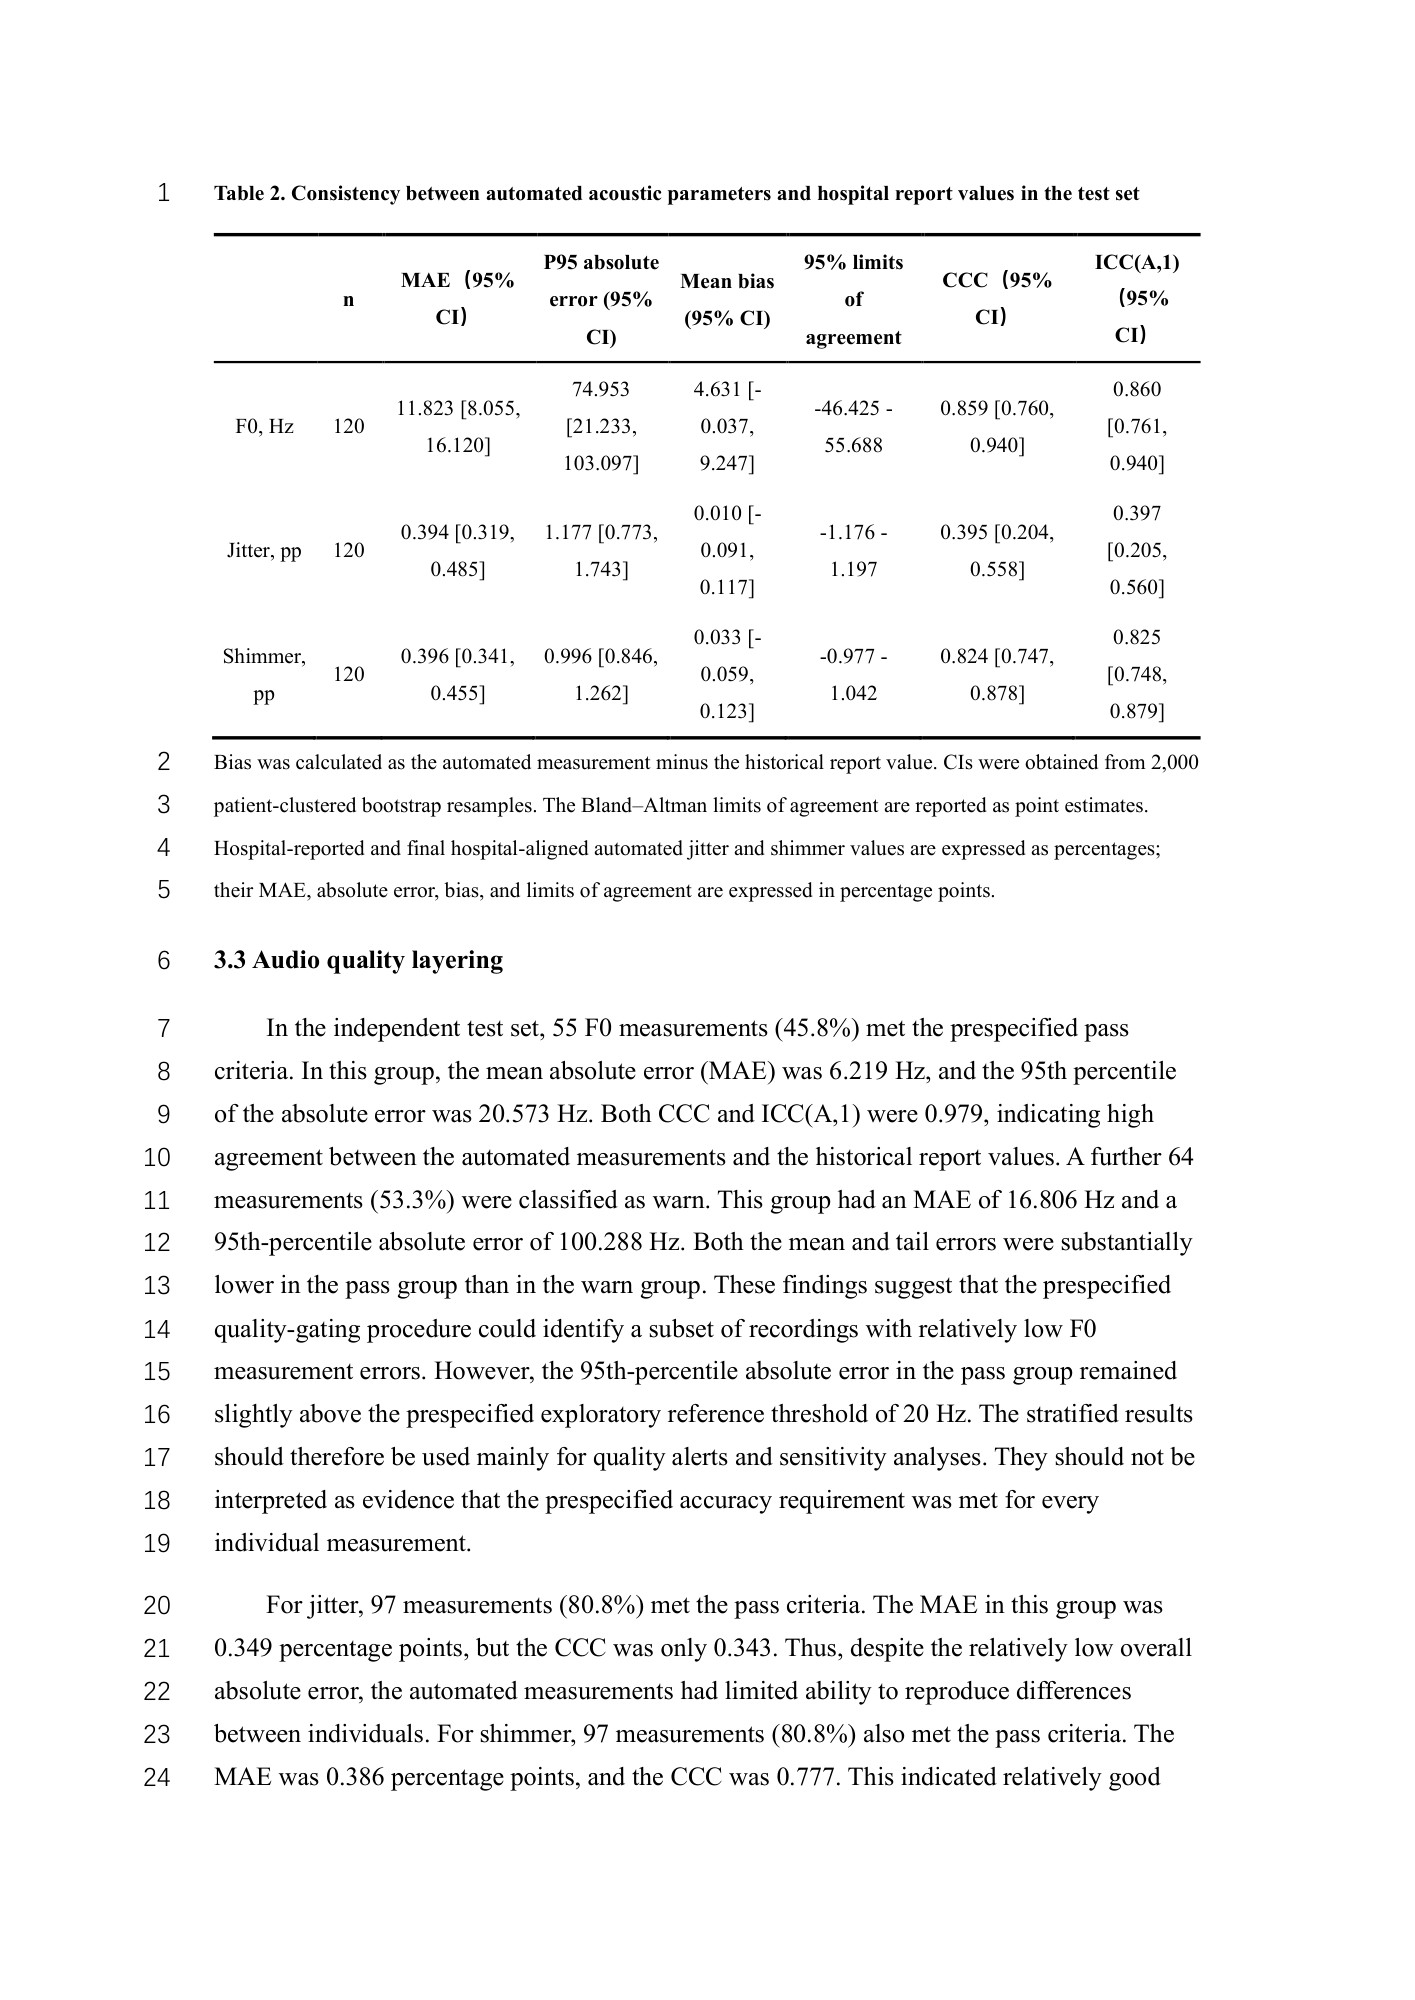 1 Table 2. Consistency between automated acoustic parameters and hospital report values in the test set
n
MAE（95%
CI）
P95 absolute
error (95%
CI)
Mean bias
(95% CI)
95% limits
of
agreement
CCC（95%
CI）
ICC(A,1)
（95%
CI）
F0, Hz
120
11.823 [8.055,
16.120]
74.953
[21.233,
103.097]
4.631 [-
0.037,
9.247]
-46.425 -
55.688
0.859 [0.760,
0.940]
0.860
[0.761,
0.940]
Jitter, pp
120
0.394 [0.319,
0.485]
1.177 [0.773,
1.743]
0.010 [-
0.091,
0.117]
-1.176 -
1.197
0.395 [0.204,
0.558]
0.397
[0.205,
0.560]
Shimmer,
pp
120
0.396 [0.341,
0.455]
0.996 [0.846,
1.262]
0.033 [-
0.059,
0.123]
-0.977 -
1.042
0.824 [0.747,
0.878]
0.825
[0.748,
0.879]
2 Bias was calculated as the automated measurement minus the historical report value. CIs were obtained from 2,000
3 patient-clustered bootstrap resamples. The Bland–Altman limits of agreement are reported as point estimates.
4 Hospital-reported and final hospital-aligned automated jitter and shimmer values are expressed as percentages;
5 their MAE, absolute error, bias, and limits of agreement are expressed in percentage points.
6 3.3 Audio quality layering
7 In the independent test set, 55 F0 measurements (45.8%) met the prespecified pass
8 criteria. In this group, the mean absolute error (MAE) was 6.219 Hz, and the 95th percentile
9 of the absolute error was 20.573 Hz. Both CCC and ICC(A,1) were 0.979, indicating high
10 agreement between the automated measurements and the historical report values. A further 64
11 measurements (53.3%) were classified as warn. This group had an MAE of 16.806 Hz and a
12 95th-percentile absolute error of 100.288 Hz. Both the mean and tail errors were substantially
13 lower in the pass group than in the warn group. These findings suggest that the prespecified
14 quality-gating procedure could identify a subset of recordings with relatively low F0
15 measurement errors. However, the 95th-percentile absolute error in the pass group remained
16 slightly above the prespecified exploratory reference threshold of 20 Hz. The stratified results
17 should therefore be used mainly for quality alerts and sensitivity analyses. They should not be
18 interpreted as evidence that the prespecified accuracy requirement was met for every
19 individual measurement.
20 For jitter, 97 measurements (80.8%) met the pass criteria. The MAE in this group was
21 0.349 percentage points, but the CCC was only 0.343. Thus, despite the relatively low overall
22 absolute error, the automated measurements had limited ability to reproduce differences
23 between individuals. For shimmer, 97 measurements (80.8%) also met the pass criteria. The
24 MAE was 0.386 percentage points, and the CCC was 0.777. This indicated relatively good